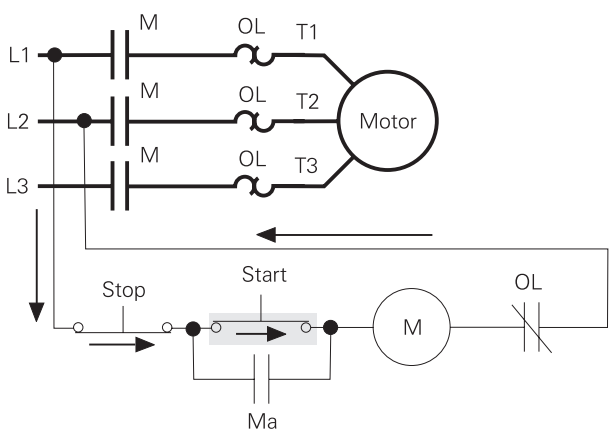 M OL T1
L1
M OL T2
L2 Motor
M OL T3
L3
Start
Stop OL
M
Ma